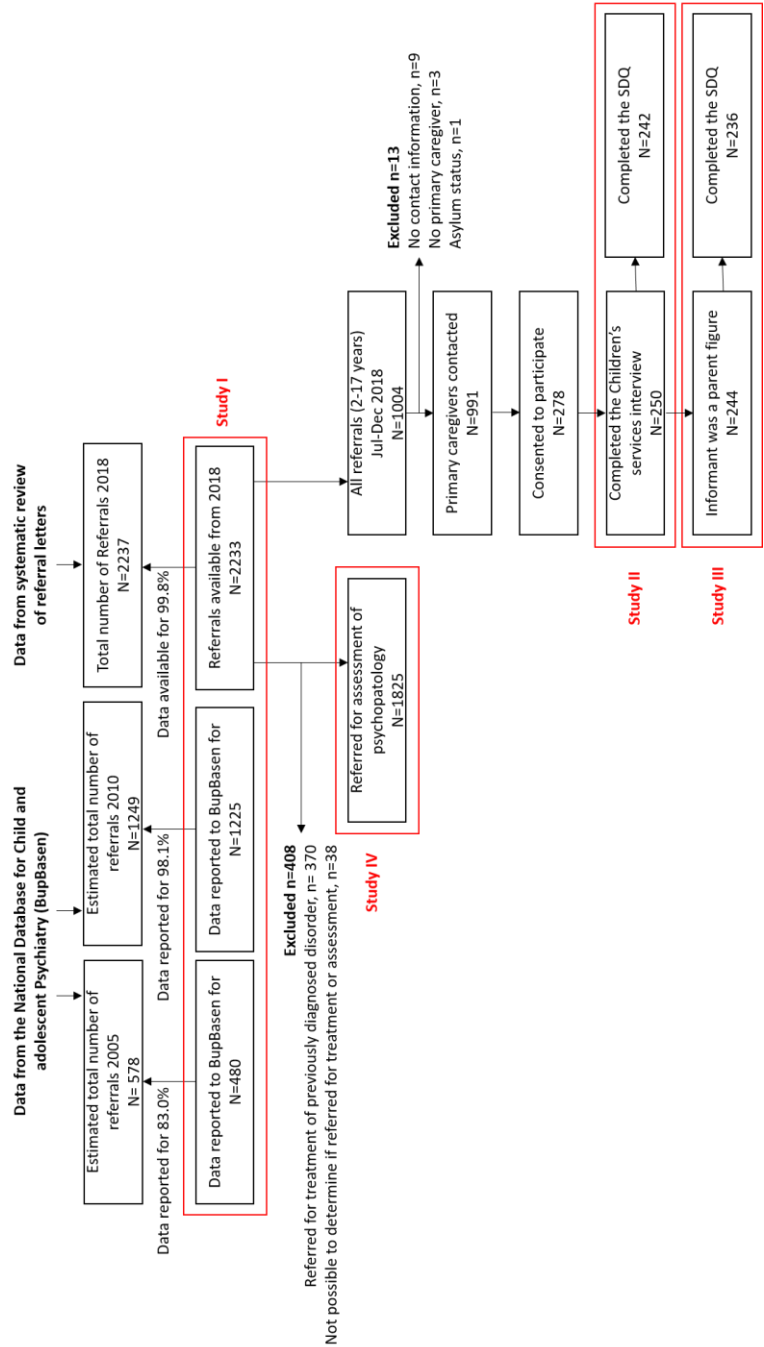 Data from the National Database for Child and
adolescent Psychiatry (BupBasen)
Data from systematic review
of referral letters
Estimated total number of
referrals 2005
N= 578
Estimated total number of
referrals 2010
N=1249
Total number of Referrals 2018
N=2237
Data reported for 83.0%
Data reported for 98.1%
Data available for 99.8%
Study I
Data reported to BupBasen for
N=480
Data reported to BupBasen for
N=1225
Referrals available from 2018
N=2233
Excluded n=408
Referred for treatment of previously diagnosed disorder, n= 370
Not possible to determine if referred for treatment or assessment, n=38
Study IV
Referred for assessment of
psychopatology
N=1825
All referrals (2-17 years)
Jul-Dec 2018
N=1004
Excluded n=13
No contact information, n=9
No primary caregiver, n=3
Asylum status, n=1
Primary caregivers contacted
N=991
Consented to participate
N=278
Study II
Completed the Children’s
services interview
N=250
Completed the SDQ
N=242
Study III
Informant was a parent figure
N=244
Completed the SDQ
N=236